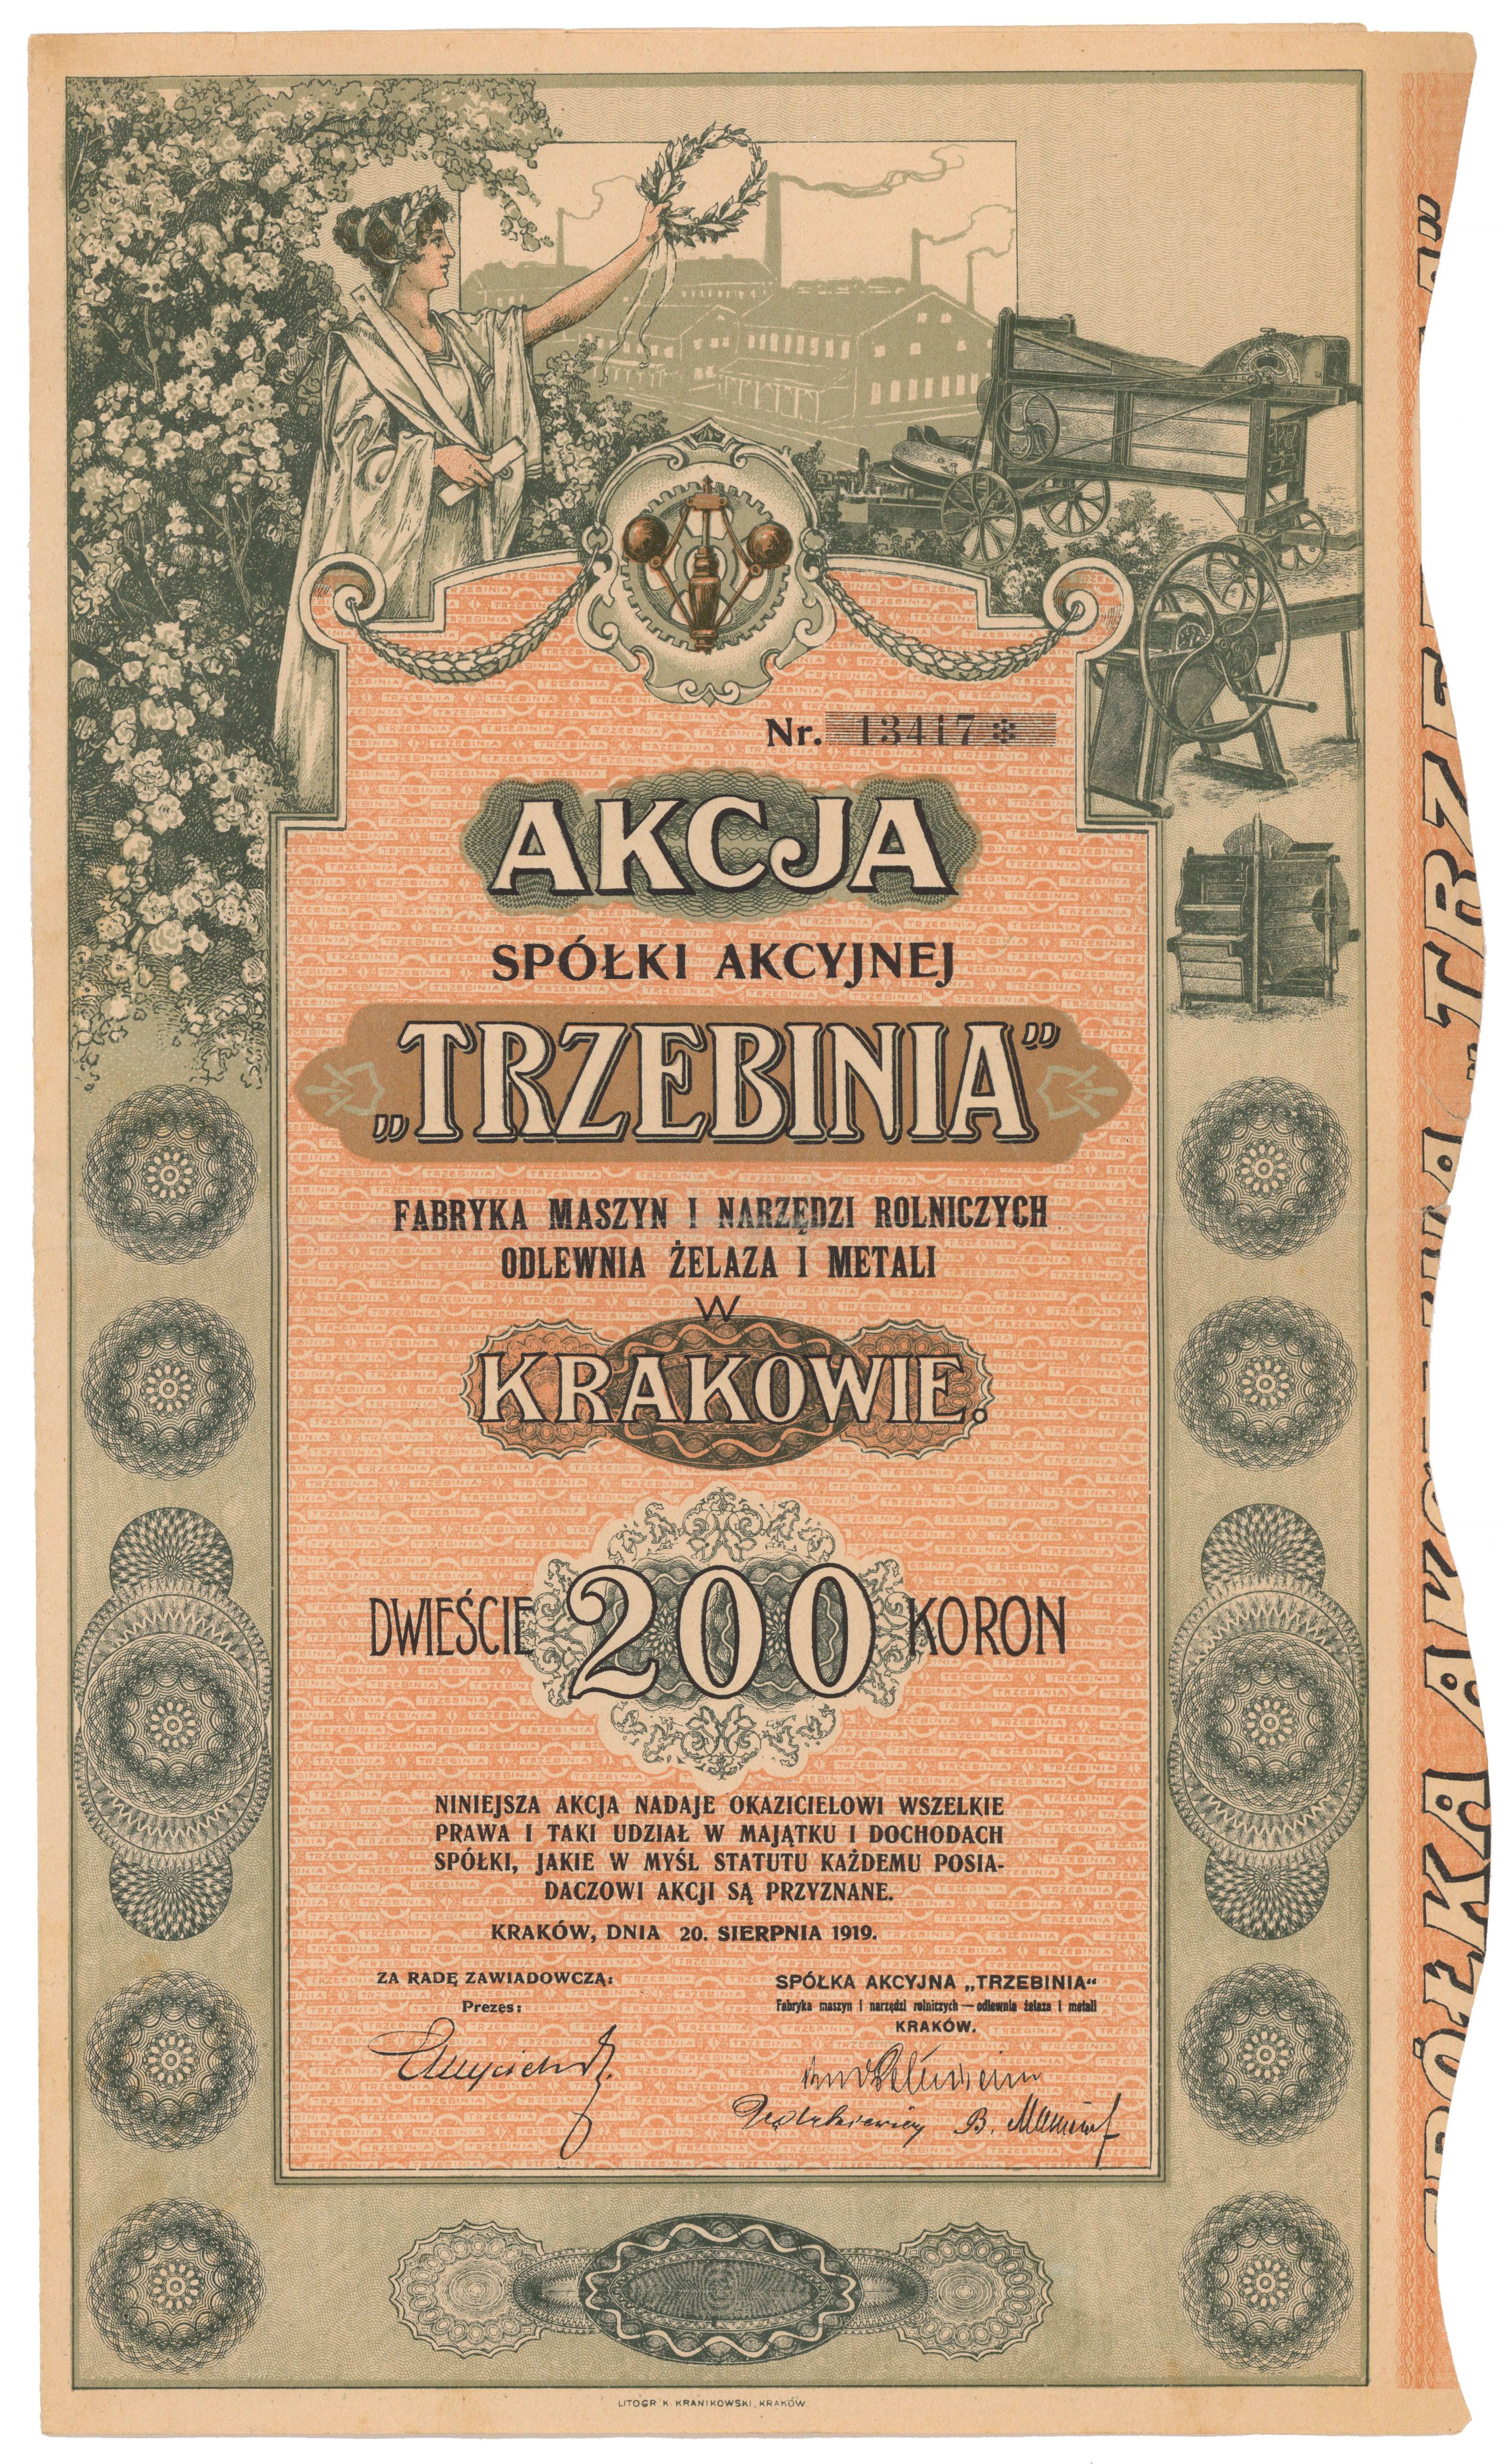 Nr. 13417 *
AKCJA
SPÓŁKI AKCYJNEJ
„TRZEBINIA”
FABRYKA MASZYN I NARZĘDZI ROLNICZYCH
ODLEWNIA ŻELAZA I METALI
W
KRAKOWIE.
DWIEŚCIE 200 KORON
NINIEJSZA AKCJA NADAJE OKAZICIELOWI WSZELKIE
PRAWA I TAKI UDZIAŁ W MAJĄTKU I DOCHODACH
SPÓŁKI, JAKIE W MYŚL STATUTU KAŻDEMU POSIA-
DACZOWI AKCJI SĄ PRZYZNANE.
KRAKÓW, DNIA 20. SIERPNIA 1919.
ZA RADĘ ZAWIADOWCZĄ:
Prezes:
SPÓŁKA AKCYJNA „TRZEBINIA“
Fabryka maszyn i narzędzi rolniczych — odlewnia żelaza i metali
KRAKÓW.
LITOGR K. KRANIKOWSKI, KRAKÓW